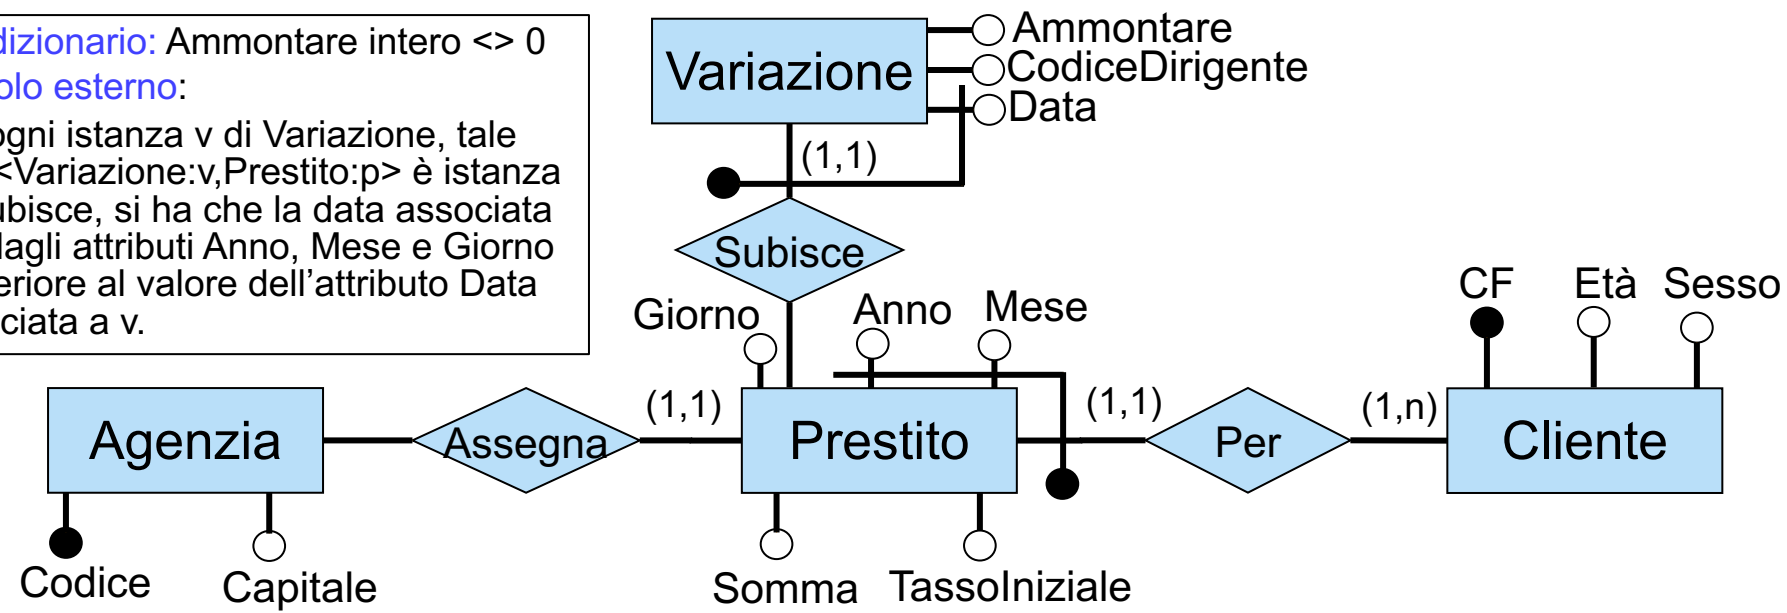 dizionario: Ammontare intero <> 0
olo esterno:
ogni istanza v di Variazione, tale
<Variazione:v,Prestito:p> è istanza
ubisce, si ha che la data associata
dagli attributi Anno, Mese e Giorno
eriore al valore dell’attributo Data
ciata a v.
Variazione
Ammontare
CodiceDirigente
Data
(1,1)
Subisce
Giorno
Anno
Mese
CF
Età
Sesso
Agenzia
Assegna
(1,1)
Prestito
(1,1)
Per
(1,n)
Cliente
Codice
Capitale
Somma
TassoIniziale